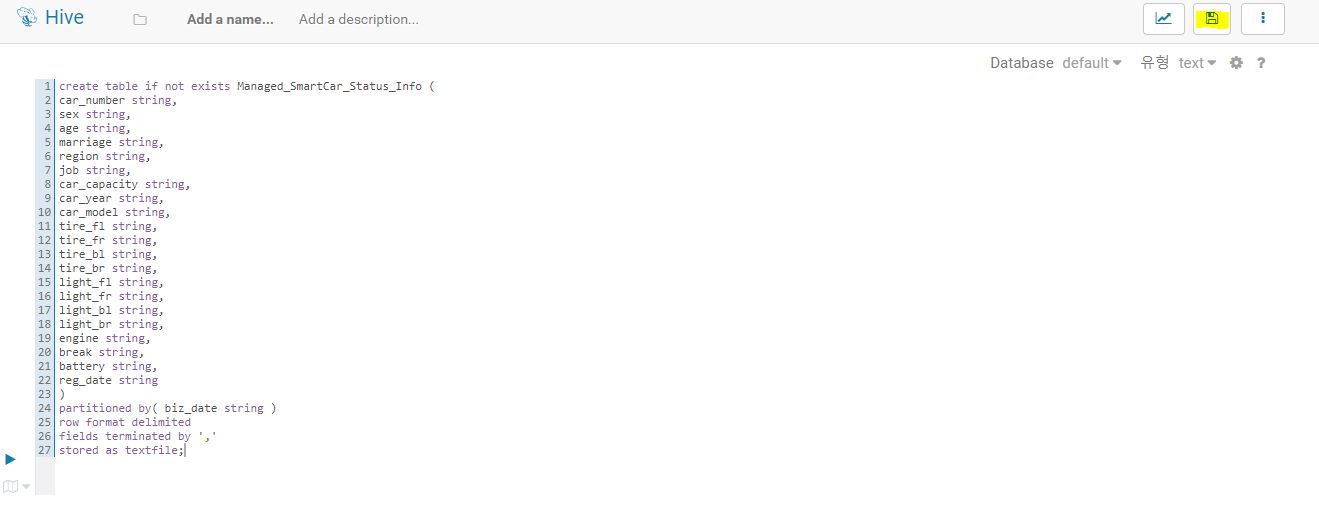 Hive Add a name... Add a description...
Database default 유형 text ?
1 create table if not exists Managed_SmartCar_Status_Info (
2 car_number string,
3 sex string,
4 age string,
5 marriage string,
6 region string,
7 job string,
8 car_capacity string,
9 car_year string,
10 car_model string,
11 tire_fl string,
12 tire_fr string,
13 tire_bl string,
14 tire_br string,
15 light_fl string,
16 light_fr string,
17 light_bl string,
18 light_br string,
19 engine string,
20 break string,
21 battery string,
22 reg_date string
23 )
24 partitioned by( biz_date string )
25 row format delimited
26 fields terminated by ','
27 stored as textfile;